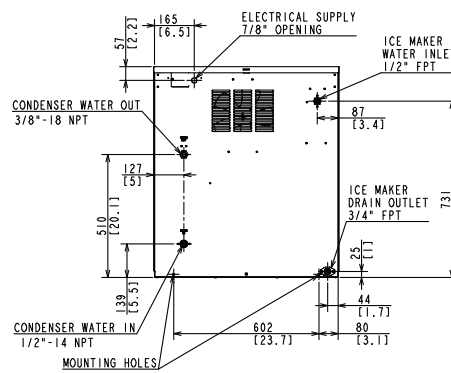 165
[6.5]
57
[2.2]
ELECTRICAL SUPPLY
7/8" OPENING
ICE MAKER
WATER INLET
1/2" FPT
CONDENSER WATER OUT
3/8"-18 NPT
87
[3.4]
127
[5]
510
[20.1]
731
ICE MAKER
DRAIN OUTLET
3/4" FPT
25
[1]
139
[5.5]
44
[1.7]
CONDENSER WATER IN
1/2"-14 NPT
602
[23.7]
80
[3.1]
MOUNTING HOLES